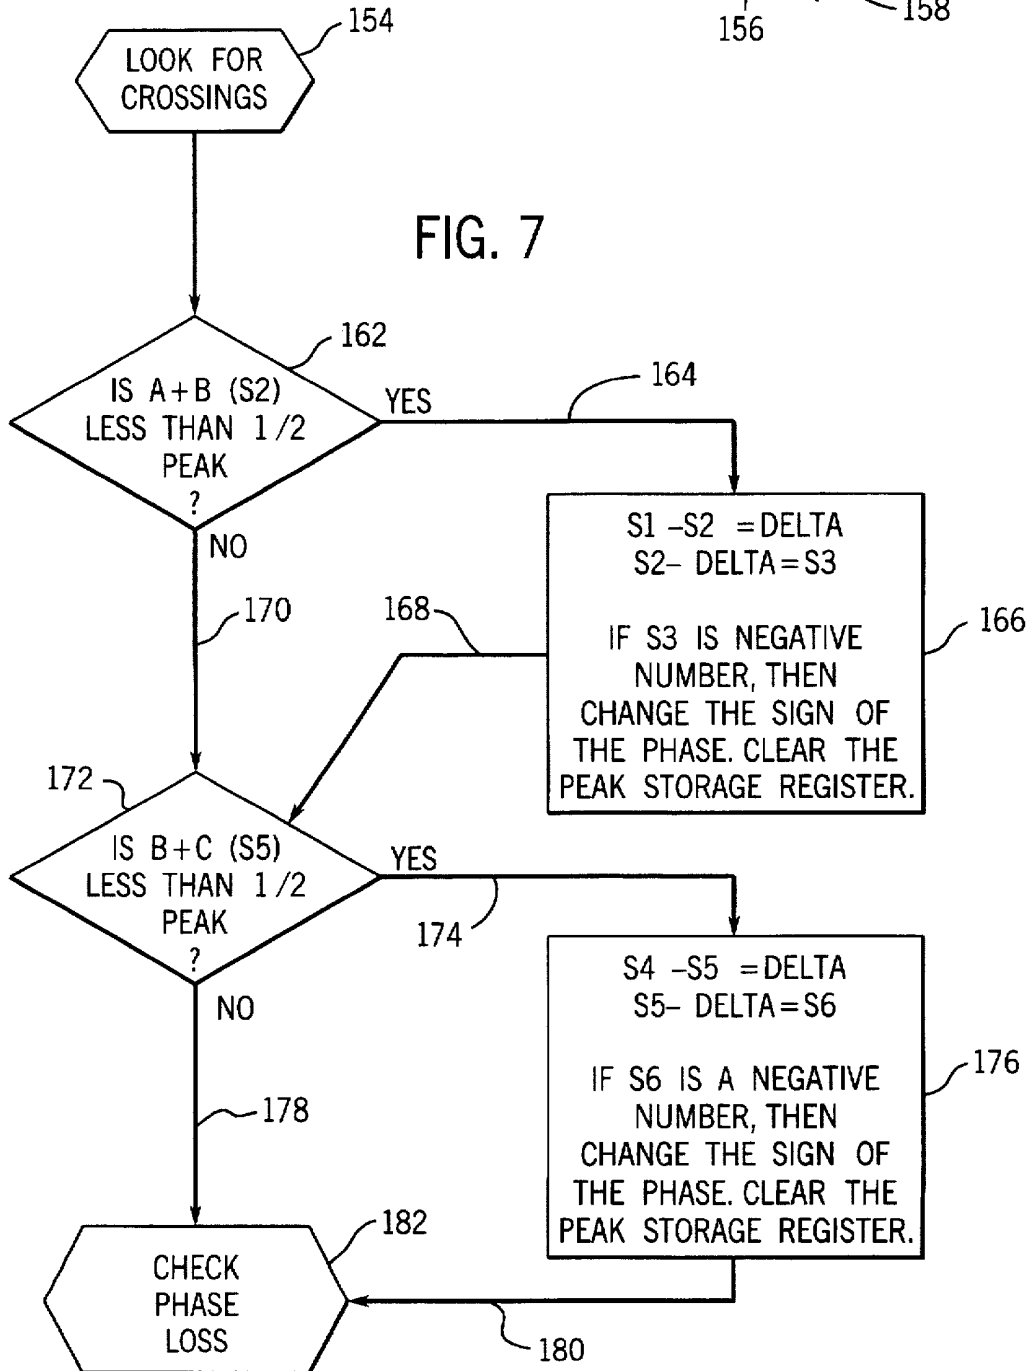 154
158
156
LOOK FOR
CROSSINGS
FIG. 7
162
IS A+B (S2)
LESS THAN 1/2
PEAK
?
YES
164
NO
S1 -S2 =DELTA
S2- DELTA=S3
IF S3 IS NEGATIVE
NUMBER, THEN
CHANGE THE SIGN OF
THE PHASE. CLEAR THE
PEAK STORAGE REGISTER.
166
170
168
172
IS B+C (S5)
LESS THAN 1/2
PEAK
?
YES
174
NO
S4 -S5 =DELTA
S5- DELTA=S6
IF S6 IS A NEGATIVE
NUMBER, THEN
CHANGE THE SIGN OF
THE PHASE. CLEAR THE
PEAK STORAGE REGISTER.
176
178
182
CHECK
PHASE
LOSS
180